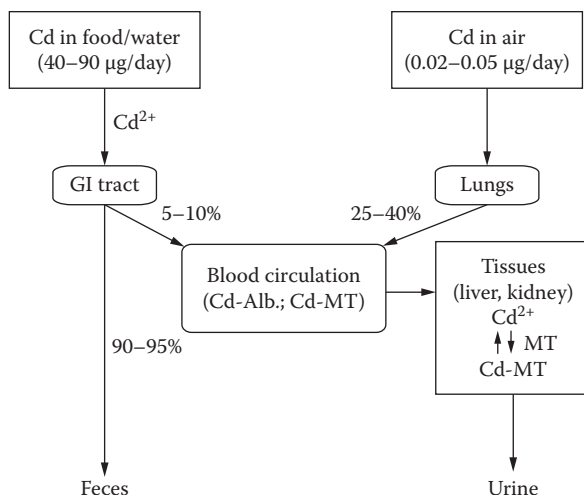 Cd in food/water
(40–90 µg/day)
Cd in air
(0.02–0.05 µg/day)
Cd²⁺
GI tract
Lungs
5–10%
25–40%
Blood circulation
(Cd-Alb.; Cd-MT)
Tissues
(liver, kidney)
Cd²⁺
MT
Cd-MT
90–95%
Feces
Urine